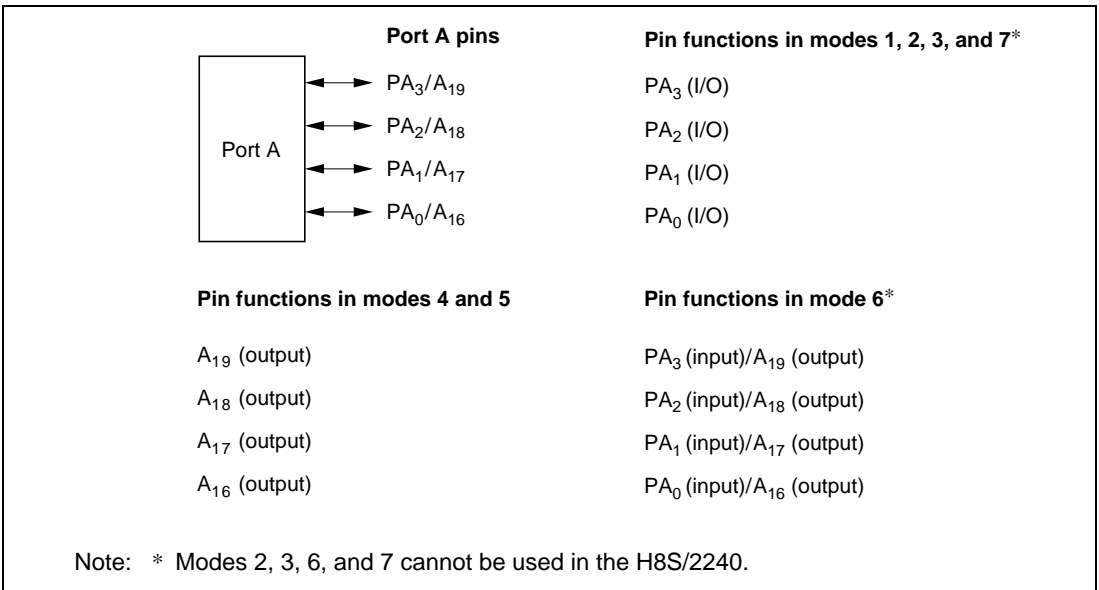 Port A pins Pin functions in modes 1, 2, 3, and 7*
Port A
PA₃/A₁₉ PA₃ (I/O)
PA₂/A₁₈ PA₂ (I/O)
PA₁/A₁₇ PA₁ (I/O)
PA₀/A₁₆ PA₀ (I/O)
Pin functions in modes 4 and 5 Pin functions in mode 6*
A₁₉ (output) PA₃ (input)/A₁₉ (output)
A₁₈ (output) PA₂ (input)/A₁₈ (output)
A₁₇ (output) PA₁ (input)/A₁₇ (output)
A₁₆ (output) PA₀ (input)/A₁₆ (output)
Note: * Modes 2, 3, 6, and 7 cannot be used in the H8S/2240.